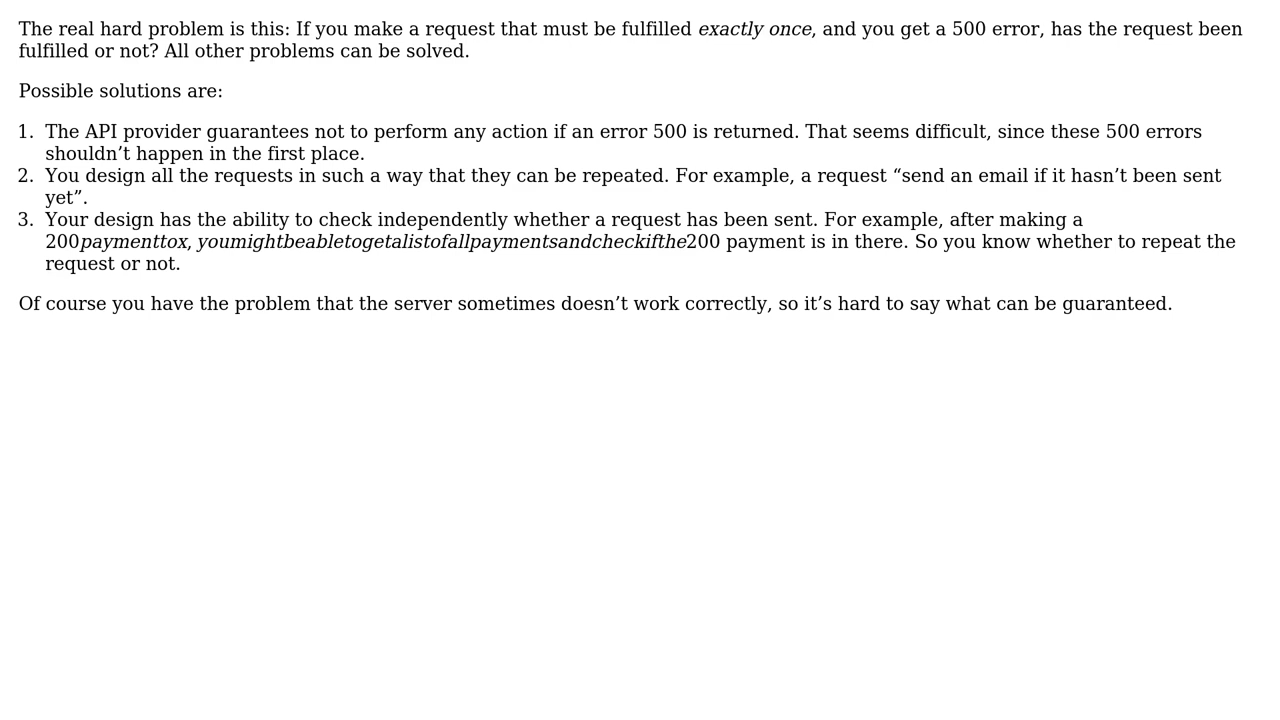 The real hard problem is this: If you make a request that must be fulfilled exactly once, and you get a 500 error, has the request been
fulfilled or not? All other problems can be solved.
Possible solutions are:
1. The API provider guarantees not to perform any action if an error 500 is returned. That seems difficult, since these 500 errors
shouldn’t happen in the first place.
2. You design all the requests in such a way that they can be repeated. For example, a request “send an email if it hasn’t been sent
yet”.
3. Your design has the ability to check independently whether a request has been sent. For example, after making a
200paymenttox, youmightbeabletogetalistofallpaymentsandcheckifthe200 payment is in there. So you know whether to repeat the
request or not.
Of course you have the problem that the server sometimes doesn’t work correctly, so it’s hard to say what can be guaranteed.